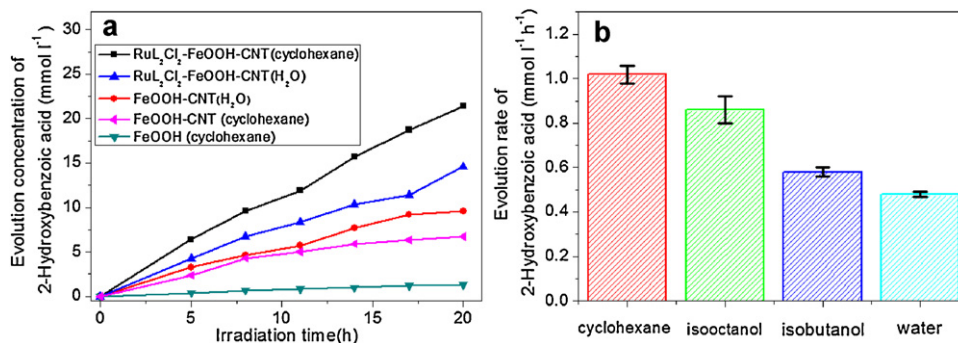 a
Evolution concentration of
2-Hydroxybenzoic acid (mmol l⁻¹)
30
25
20
15
10
5
0
RuL₂Cl₂-FeOOH-CNT(cyclohexane)
RuL₂Cl₂-FeOOH-CNT(H₂O)
FeOOH-CNT(H₂O)
FeOOH-CNT (cyclohexane)
FeOOH (cyclohexane)
0 5 10 15 20
Irradiation time(h)
b
Evolution rate of
2-Hydroxybenzoic acid (mmol l⁻¹h⁻¹)
1.2
1.0
0.8
0.6
0.4
0.2
0.0
cyclohexane isooctanol isobutanol water